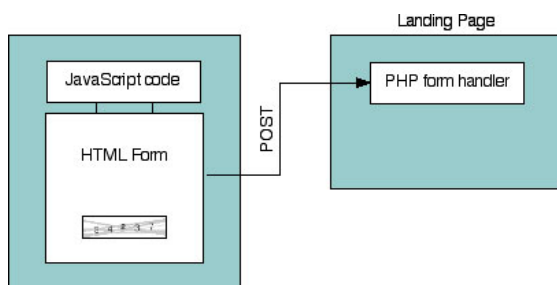 Landing Page
JavaScript code
PHP form handler
HTML Form
POST